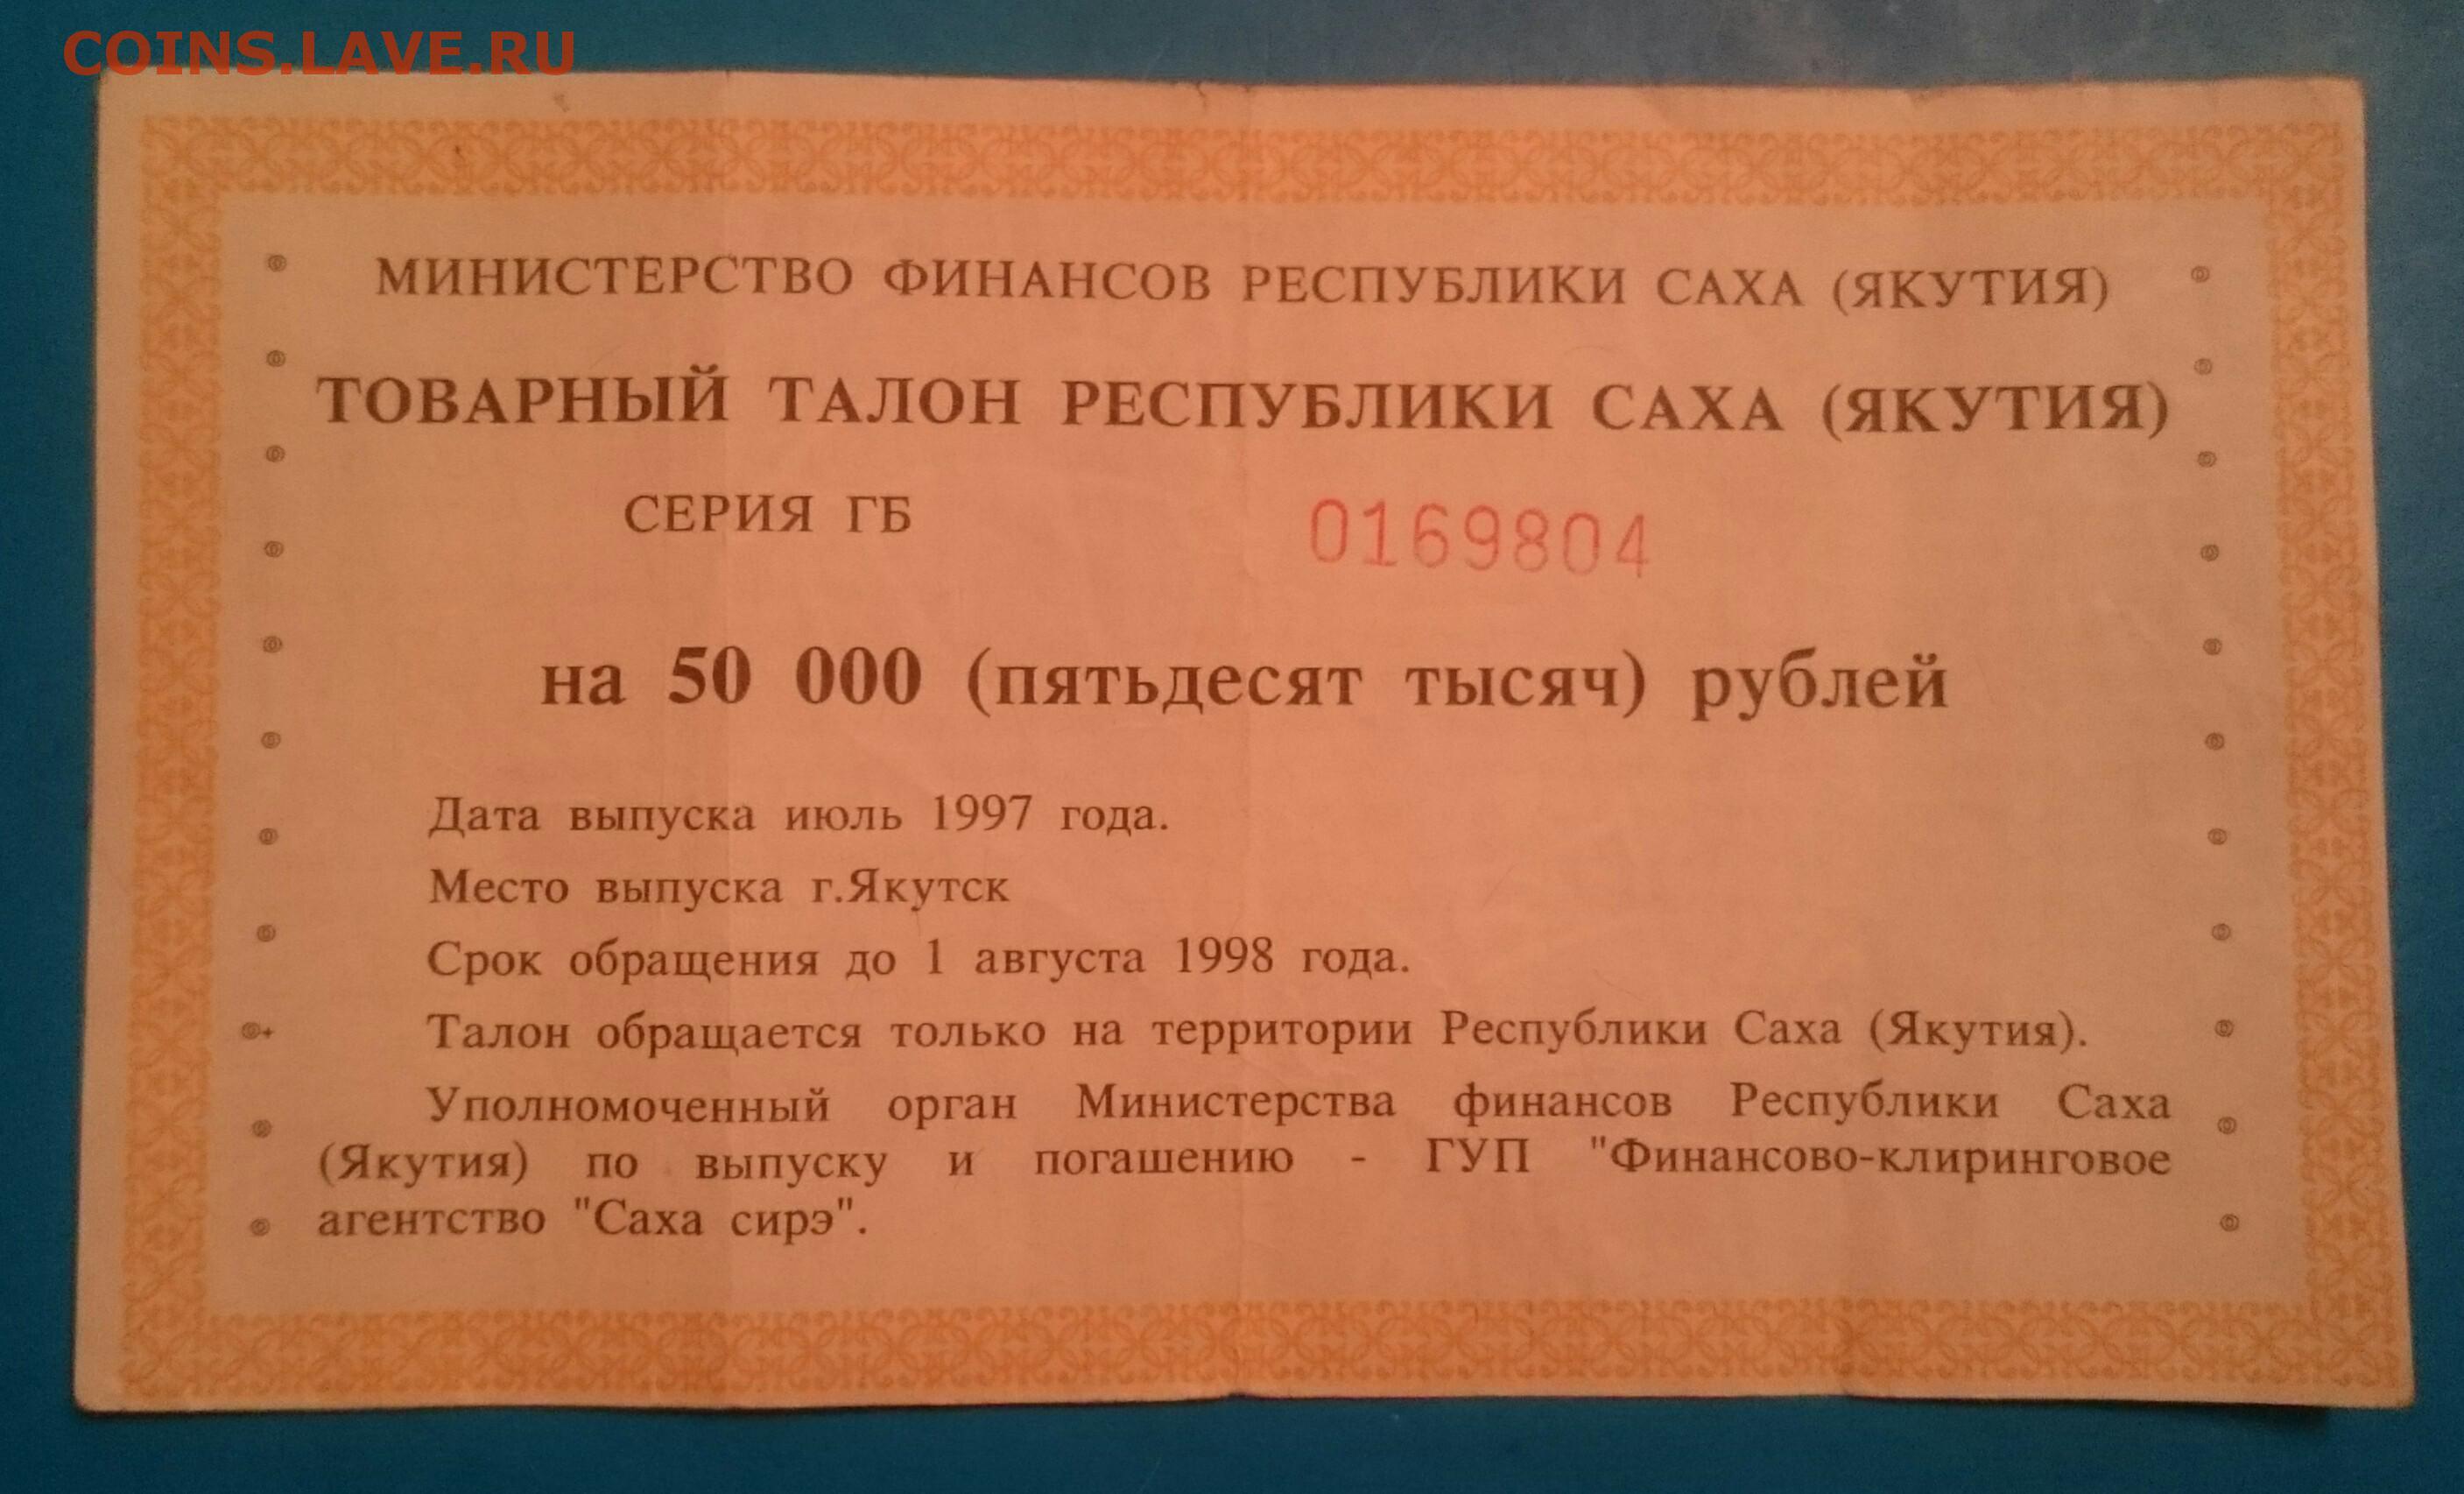 COINS.LAVE.RU
МИНИСТЕРСТВО ФИНАНСОВ РЕСПУБЛИКИ САХА (ЯКУТИЯ)
ТОВАРНЫЙ ТАЛОН РЕСПУБЛИКИ САХА (ЯКУТИЯ)
СЕРИЯ ГБ 0169804
на 50 000 (пятьдесят тысяч) рублей
Дата выпуска июль 1997 года.
Место выпуска г.Якутск
Срок обращения до 1 августа 1998 года.
Талон обращается только на территории Республики Саха (Якутия).
Уполномоченный орган Министерства финансов Республики Саха
(Якутия) по выпуску и погашению - ГУП "Финансово-клиринговое
агентство "Саха сирэ".